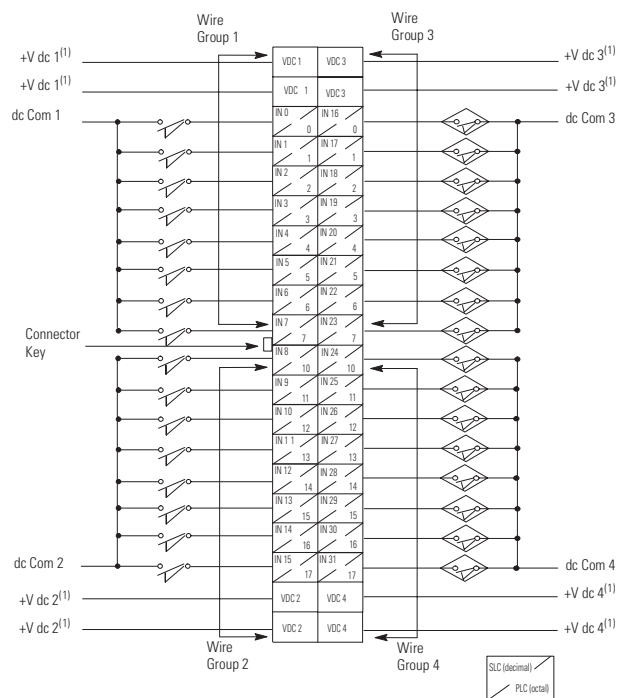 Wire Group 1
Wire Group 3
+V dc 1(1)
VDC 1
VDC 3
+V dc 3(1)
+V dc 1(1)
VDC 1
VDC 3
+V dc 3(1)
dc Com 1
IN 0
0
IN 16
0
dc Com 3
IN 1
1
IN 17
1
IN 2
2
IN 18
2
IN 3
3
IN 19
3
IN 4
4
IN 20
4
IN 5
5
IN 21
5
IN 6
6
IN 22
6
Connector Key
IN 7
7
IN 23
7
IN 8
10
IN 24
10
IN 9
11
IN 25
11
IN 10
12
IN 26
12
IN 1 1
13
IN 27
13
IN 12
14
IN 28
14
IN 13
15
IN 29
15
IN 14
16
IN 30
16
dc Com 2
IN 15
17
IN 31
17
dc Com 4
+V dc 2(1)
VDC 2
VDC 4
+V dc 4(1)
+V dc 2(1)
VDC 2
VDC 4
+V dc 4(1)
Wire Group 2
Wire Group 4
SLC (decimal)
PLC (octal)